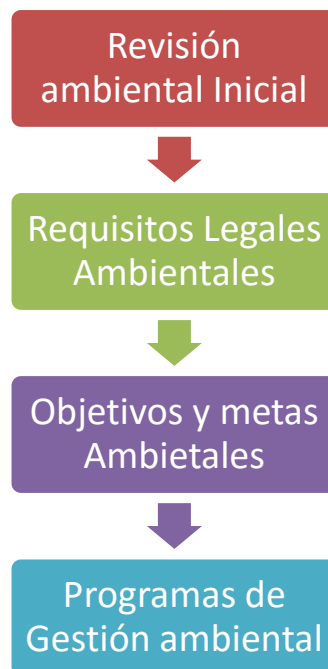 Revisión
ambiental Inicial
Requisitos Legales
Ambientales
Objetivos y metas
Ambietales
Programas de
Gestión ambiental